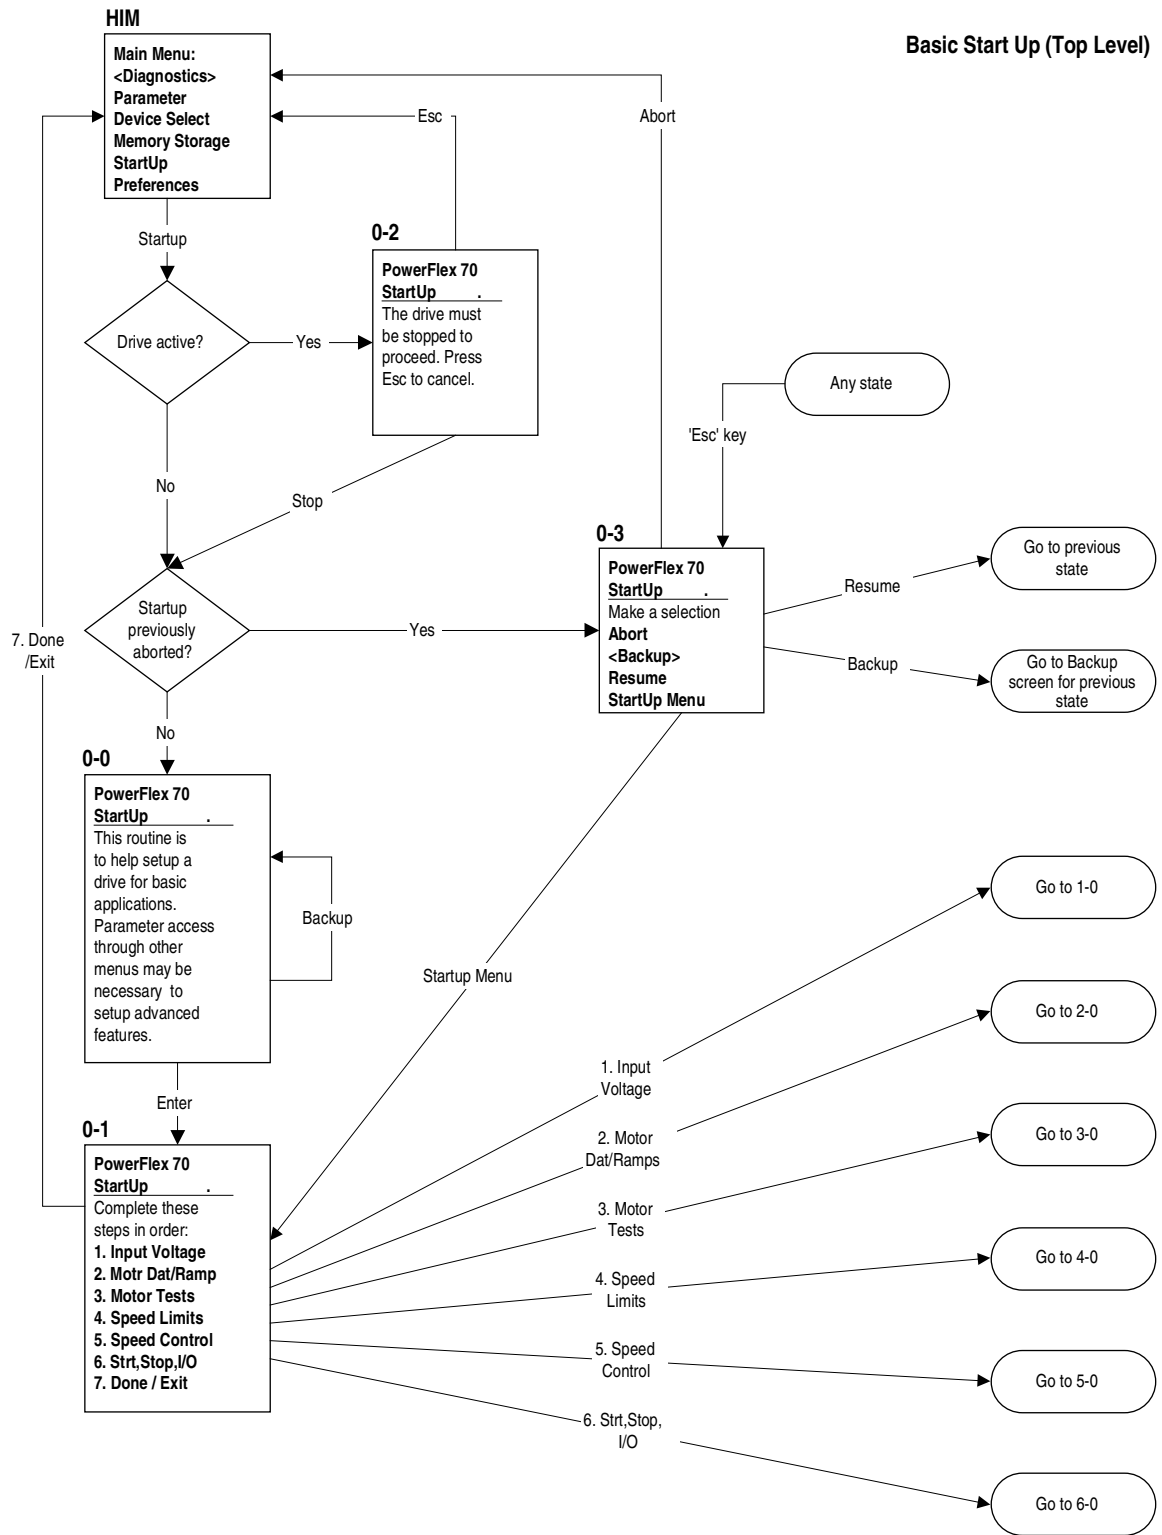 HIM
Basic Start Up (Top Level)
Main Menu:
<Diagnostics>
Parameter
Device Select
Memory Storage
StartUp
Preferences
Abort
Esc
Startup
0-2
PowerFlex 70
StartUp .
The drive must
be stopped to
proceed. Press
Esc to cancel.
Drive active?
Yes
Any state
'Esc' key
No
Stop
0-3
PowerFlex 70
StartUp .
Make a selection
Abort
<Backup>
Resume
StartUp Menu
Go to previous
state
Resume
Startup
previously
aborted?
Yes
7. Done
/Exit
Backup
Go to Backup
screen for previous
state
No
0-0
PowerFlex 70
StartUp .
This routine is
to help setup a
drive for basic
applications.
Parameter access
through other
menus may be
necessary to
setup advanced
features.
Backup
Startup Menu
Go to 1-0
Go to 2-0
1. Input
Voltage
Enter
0-1
PowerFlex 70
StartUp .
Complete these
steps in order:
1. Input Voltage
2. Motr Dat/Ramp
3. Motor Tests
4. Speed Limits
5. Speed Control
6. Strt,Stop,I/O
7. Done / Exit
2. Motor
Dat/Ramps
Go to 3-0
3. Motor
Tests
Go to 4-0
4. Speed
Limits
5. Speed
Control
Go to 5-0
6. Strt,Stop,
I/O
Go to 6-0